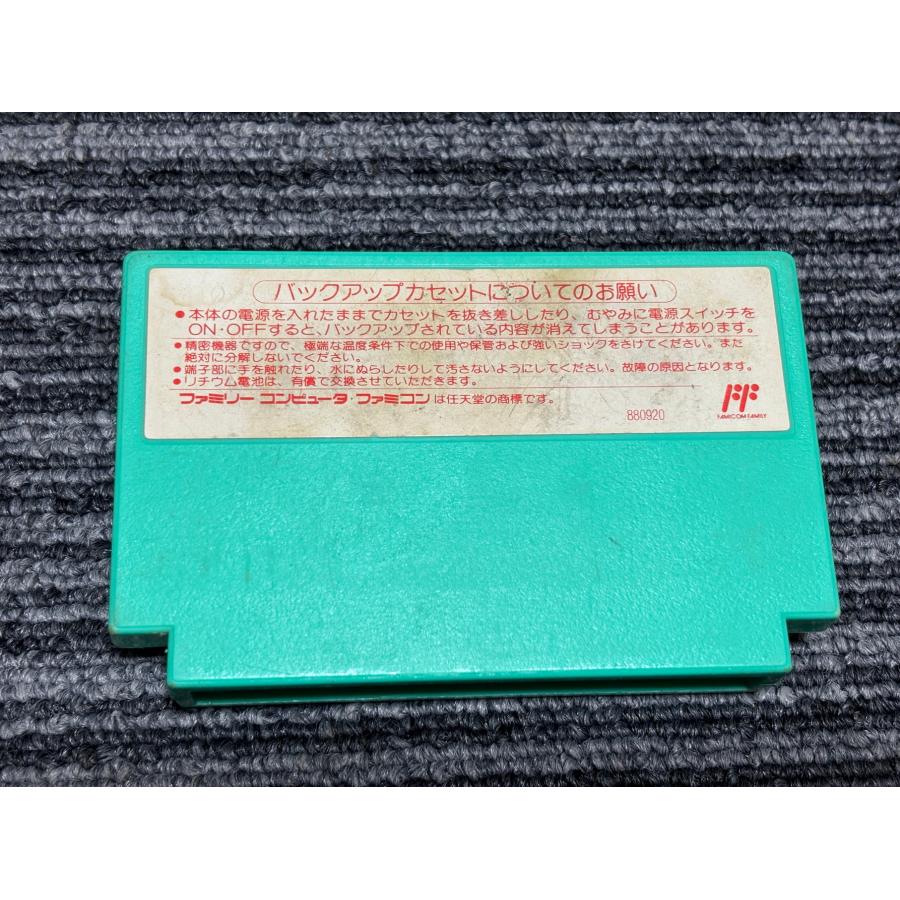 バックアップカセットについてのお願い
●本体の電源を入れたままでカセットを抜き差ししたり、むやみに電源スイッチを
ON・OFFすると、バックアップされている内容が消えてしまうことがあります。
●精密機器ですので、極端な温度条件下での使用や保管および強いショックをさけてください。また
絶対に分解しないでください。
●端子部に手を触れたり、水にぬらしたりして汚さないようにしてください。故障の原因となります。
●リチウム電池は、有償で交換させていただきます。
ファミリーコンピュータ・ファミコンは任天堂の商標です。
880920
FAMICOM FAMILY